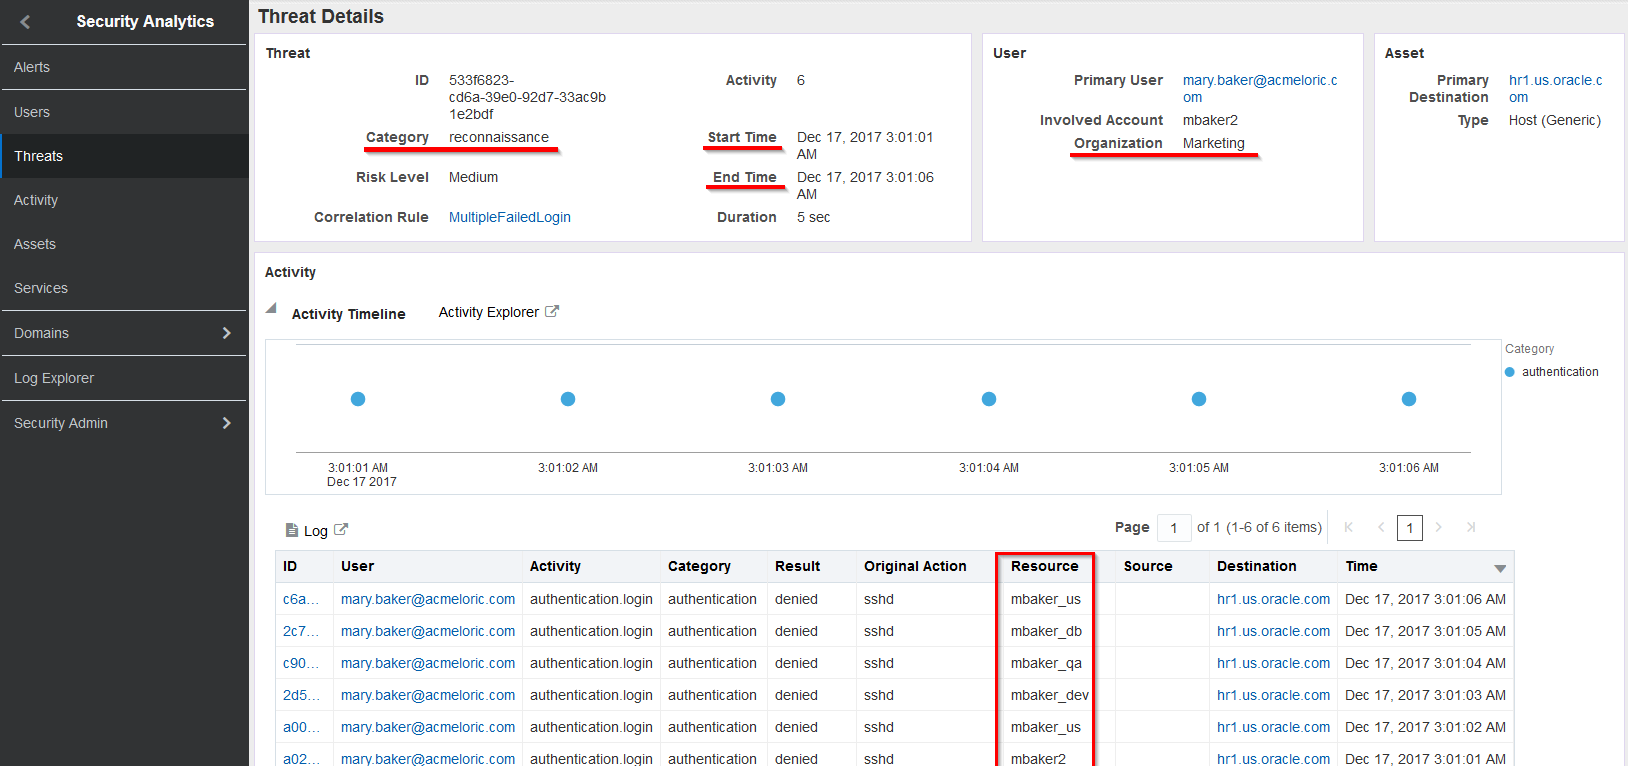 Security Analytics
Alerts
Users
Threats
Activity
Assets
Services
Domains
Log Explorer
Security Admin
Threat Details
Threat
ID 533f6823-
cd6a-39e0-92d7-33ac9b
1e2bdf
Category reconnaissance
Risk Level Medium
Correlation Rule MultipleFailedLogin
Activity 6
Start Time Dec 17, 2017 3:01:01
AM
End Time Dec 17, 2017 3:01:06
AM
Duration 5 sec
User
Primary User mary.baker@acmeloric.c
om
Involved Account mbaker2
Organization Marketing
Asset
Primary hr1.us.oracle.c
Destination om
Type Host (Generic)
Activity
Activity Timeline Activity Explorer
Category
authentication
3:01:01 AM 3:01:02 AM 3:01:03 AM 3:01:04 AM 3:01:05 AM 3:01:06 AM
Dec 17 2017
Log Page 1 of 1 (1-6 of 6 items) 1
ID User Activity Category Result Original Action Resource Source Destination Time
c6a... mary.baker@acmeloric.com authentication.login authentication denied sshd mbaker_us hr1.us.oracle.com Dec 17, 2017 3:01:06 AM
2c7... mary.baker@acmeloric.com authentication.login authentication denied sshd mbaker_db hr1.us.oracle.com Dec 17, 2017 3:01:05 AM
c90... mary.baker@acmeloric.com authentication.login authentication denied sshd mbaker_qa hr1.us.oracle.com Dec 17, 2017 3:01:04 AM
2d5... mary.baker@acmeloric.com authentication.login authentication denied sshd mbaker_dev hr1.us.oracle.com Dec 17, 2017 3:01:03 AM
a00... mary.baker@acmeloric.com authentication.login authentication denied sshd mbaker_us hr1.us.oracle.com Dec 17, 2017 3:01:02 AM
a02... mary.baker@acmeloric.com authentication.login authentication denied sshd mbaker2 hr1.us.oracle.com Dec 17, 2017 3:01:01 AM